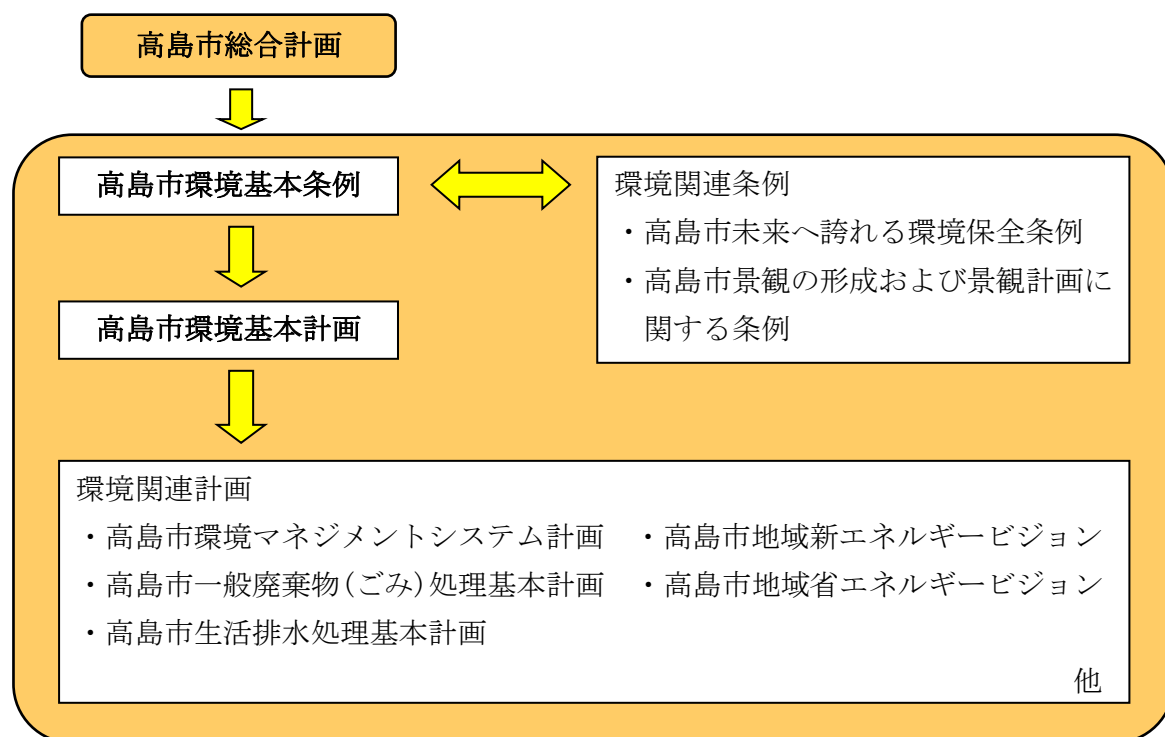 高島市総合計画
高島市環境基本条例
環境関連条例
・高島市未来へ誇れる環境保全条例
・高島市景観の形成および景観計画に
関する条例
高島市環境基本計画
環境関連計画
・高島市環境マネジメントシステム計画 ・高島市地域新エネルギービジョン
・高島市一般廃棄物(ごみ)処理基本計画 ・高島市地域省エネルギービジョン
・高島市生活排水処理基本計画
他